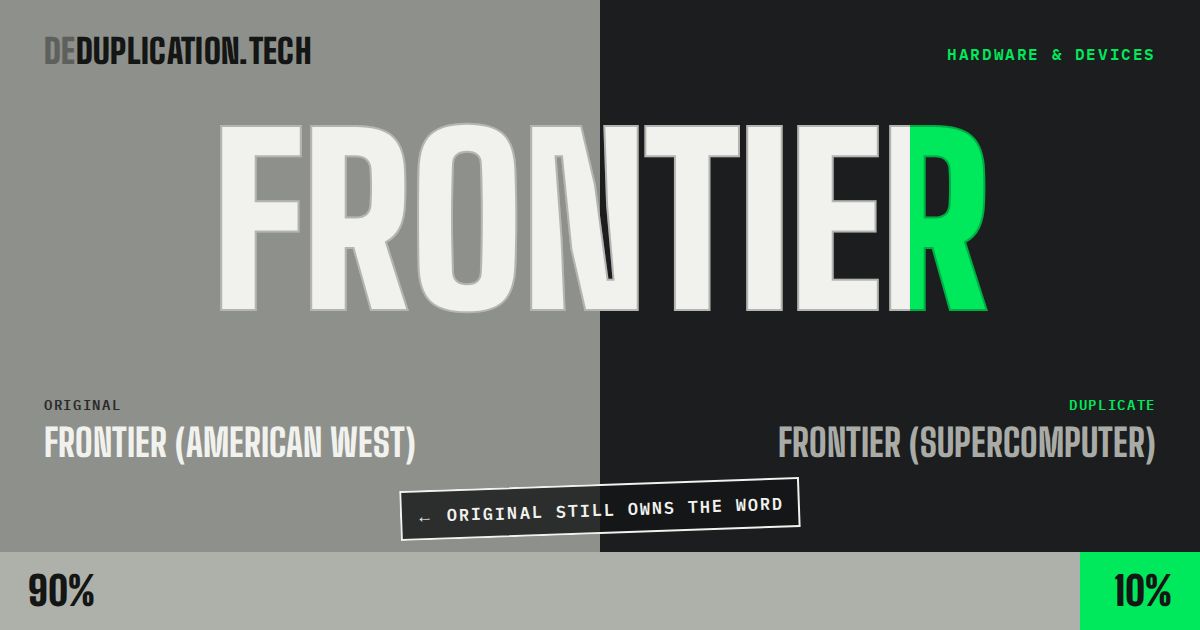 DEDUPLICATION.TECH
HARDWARE & DEVICES
FRONTIER
ORIGINAL
FRONTIER (AMERICAN WEST)
DUPLICATE
FRONTIER (SUPERCOMPUTER)
← ORIGINAL STILL OWNS THE WORD
90%
10%